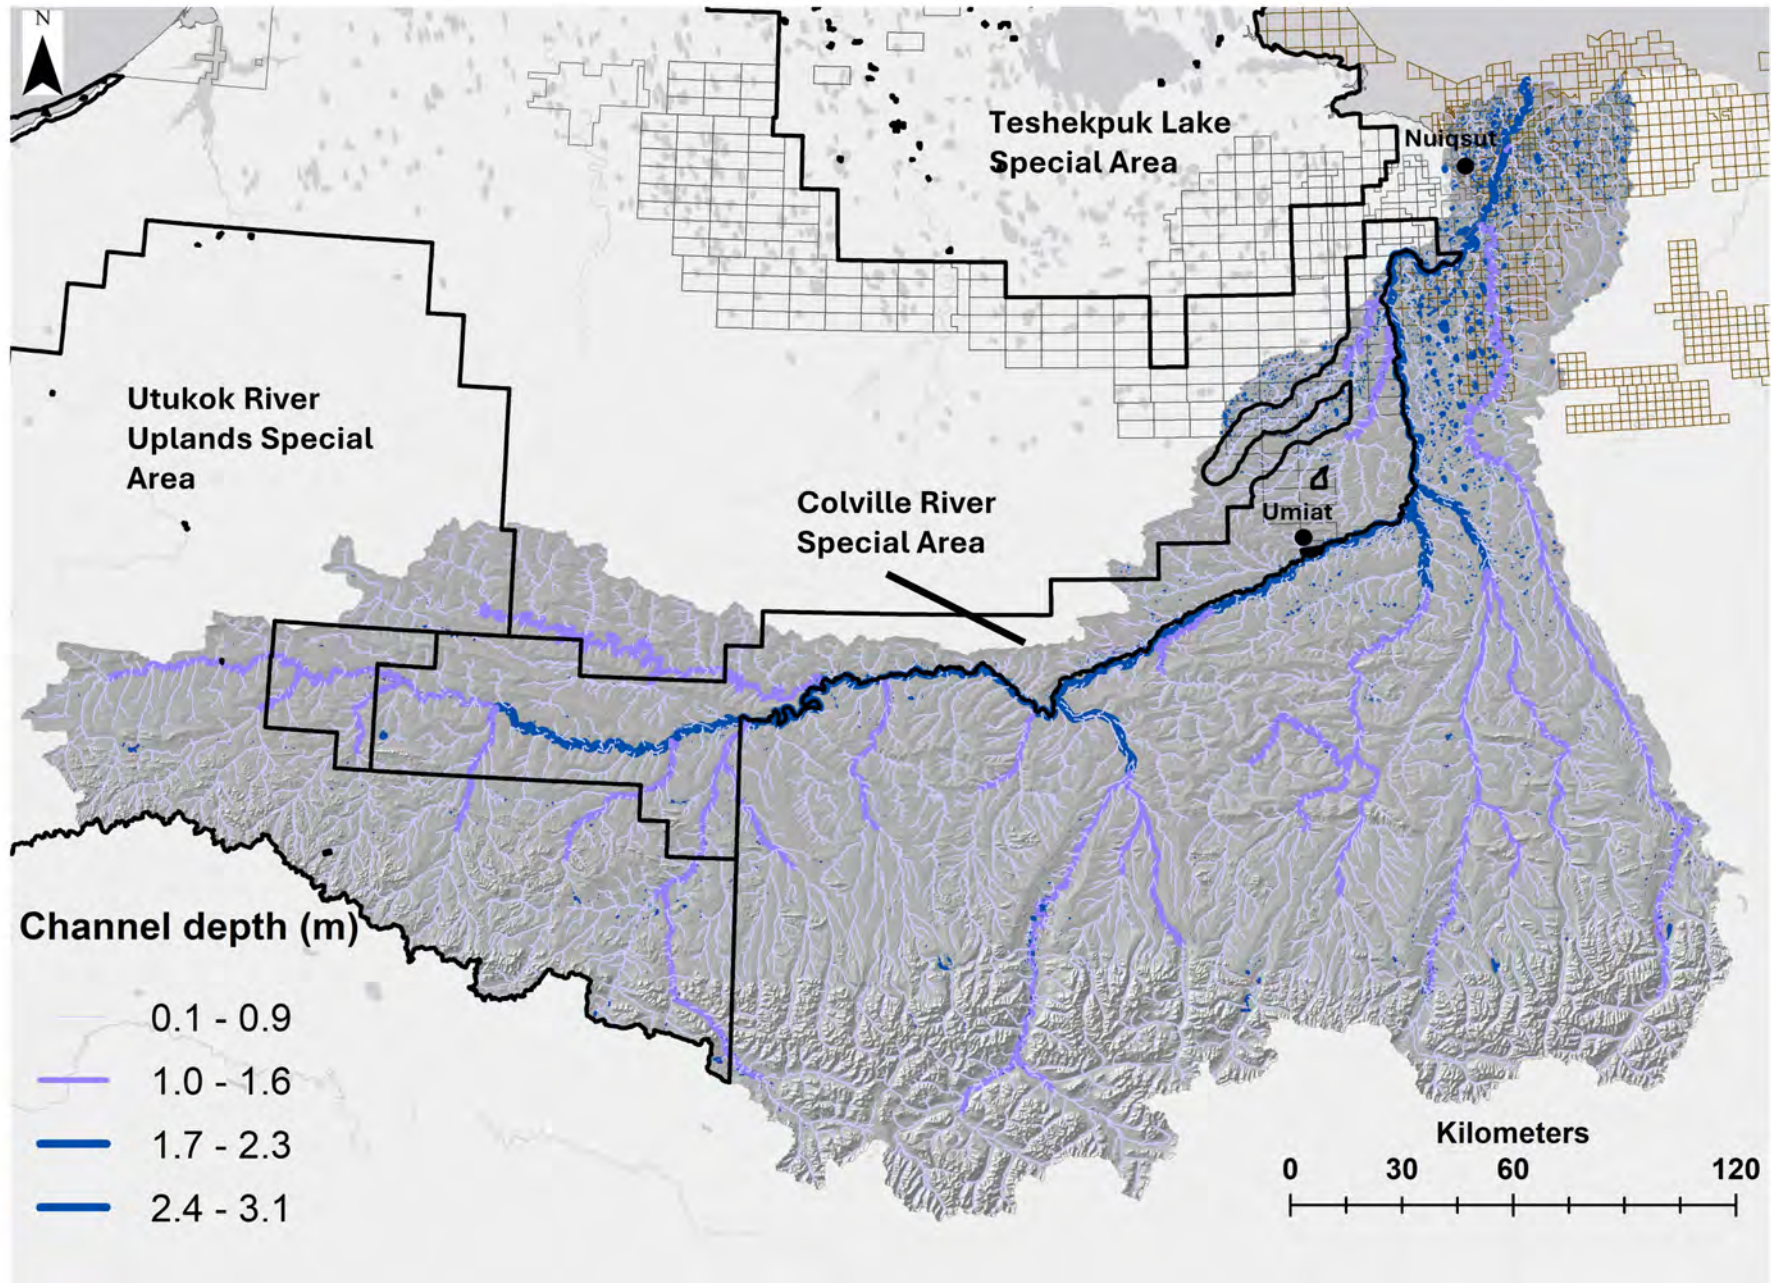 N
Teshekpuk Lake
Special Area
Nuiqsut
Utukok River
Uplands Special
Area
Colville River
Special Area
Umiat
Channel depth (m)
0.1 - 0.9
1.0 - 1.6
1.7 - 2.3
2.4 - 3.1
Kilometers
0 30 60 120